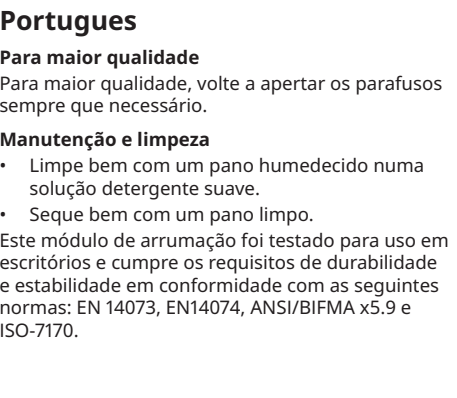 Portugues
Para maior qualidade
Para maior qualidade, volte a apertar os parafusos
sempre que necessário.
Manutenção e limpeza
• Limpe bem com um pano humedecido numa
solução detergente suave.
• Seque bem com um pano limpo.
Este módulo de arrumação foi testado para uso em
escritórios e cumpre os requisitos de durabilidade
e estabilidade em conformidade com as seguintes
normas: EN 14073, EN14074, ANSI/BIFMA x5.9 e
ISO-7170.